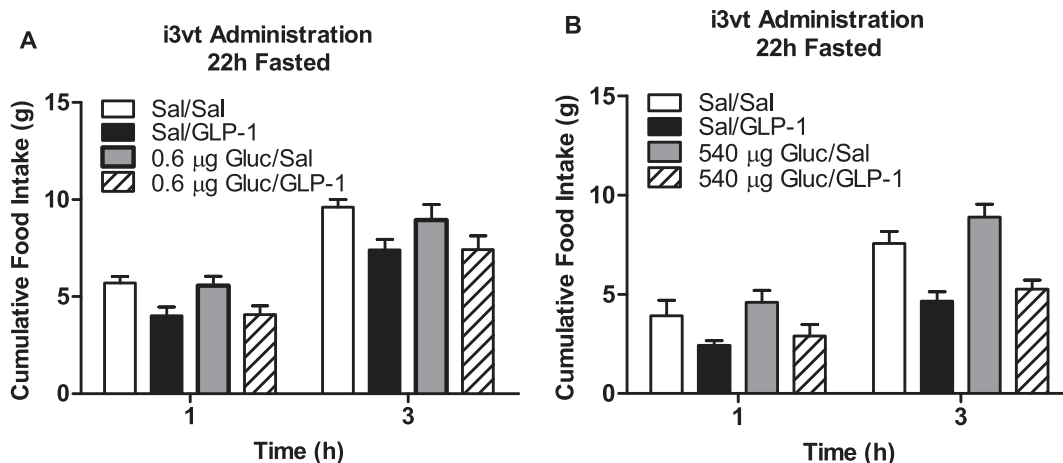 A
i3vt Administration
22h Fasted
Cumulative Food Intake (g)
15
10
5
0
Sal/Sal
Sal/GLP-1
0.6 μg Gluc/Sal
0.6 μg Gluc/GLP-1
1
3
Time (h)
B
i3vt Administration
22h Fasted
Cumulative Food Intake (g)
15
10
5
0
Sal/Sal
Sal/GLP-1
540 μg Gluc/Sal
540 μg Gluc/GLP-1
1
3
Time (h)